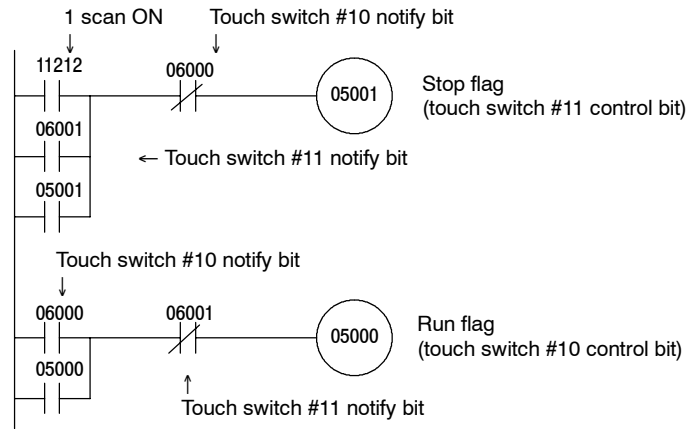 1 scan ON
Touch switch #10 notify bit
↓
↓
11212
06000
05001
Stop flag
(touch switch #11 control bit)
06001
← Touch switch #11 notify bit
05001
Touch switch #10 notify bit
↓
06000
06001
05000
Run flag
(touch switch #10 control bit)
05000
↑
Touch switch #11 notify bit